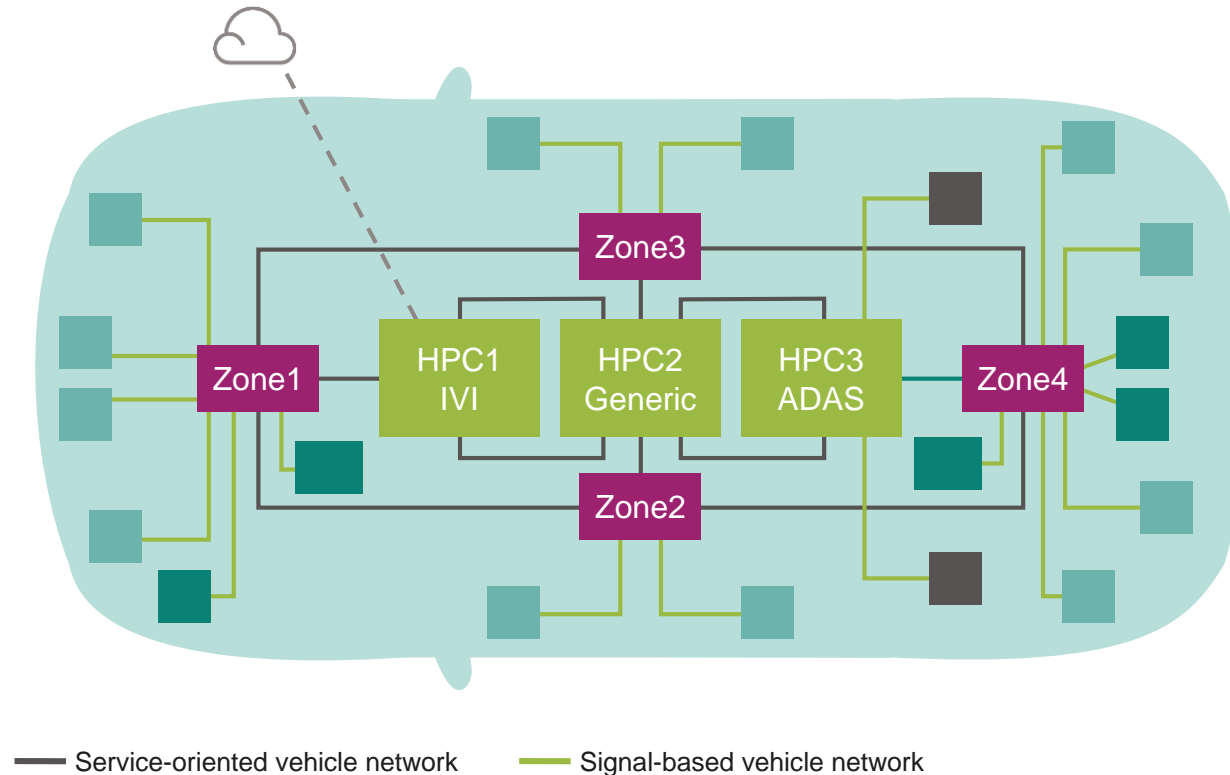 Zone3
HPC1
IVI
HPC2
Generic
HPC3
ADAS
Zone1
Zone4
Zone2
Service-oriented vehicle network
Signal-based vehicle network